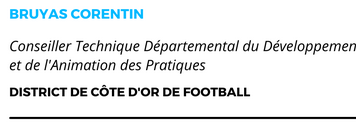 BRUYAS CORENTIN
Conseiller Technique Départemental du Développemen
et de l'Animation des Pratiques
DISTRICT DE CÔTE D'OR DE FOOTBALL